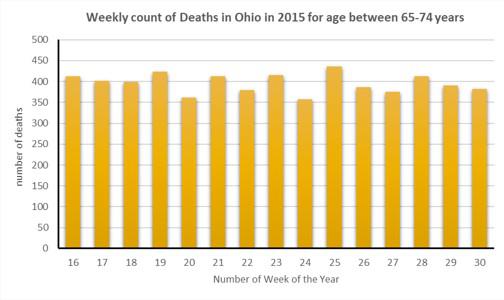 Weekly count of Deaths in Ohio in 2015 for age between 65-74 years
500
450
400
350
300
250
200
150
100
50
0
number of deaths
16 17 18 19 20 21 22 23 24 25 26 27 28 29 30
Number of Week of the Year